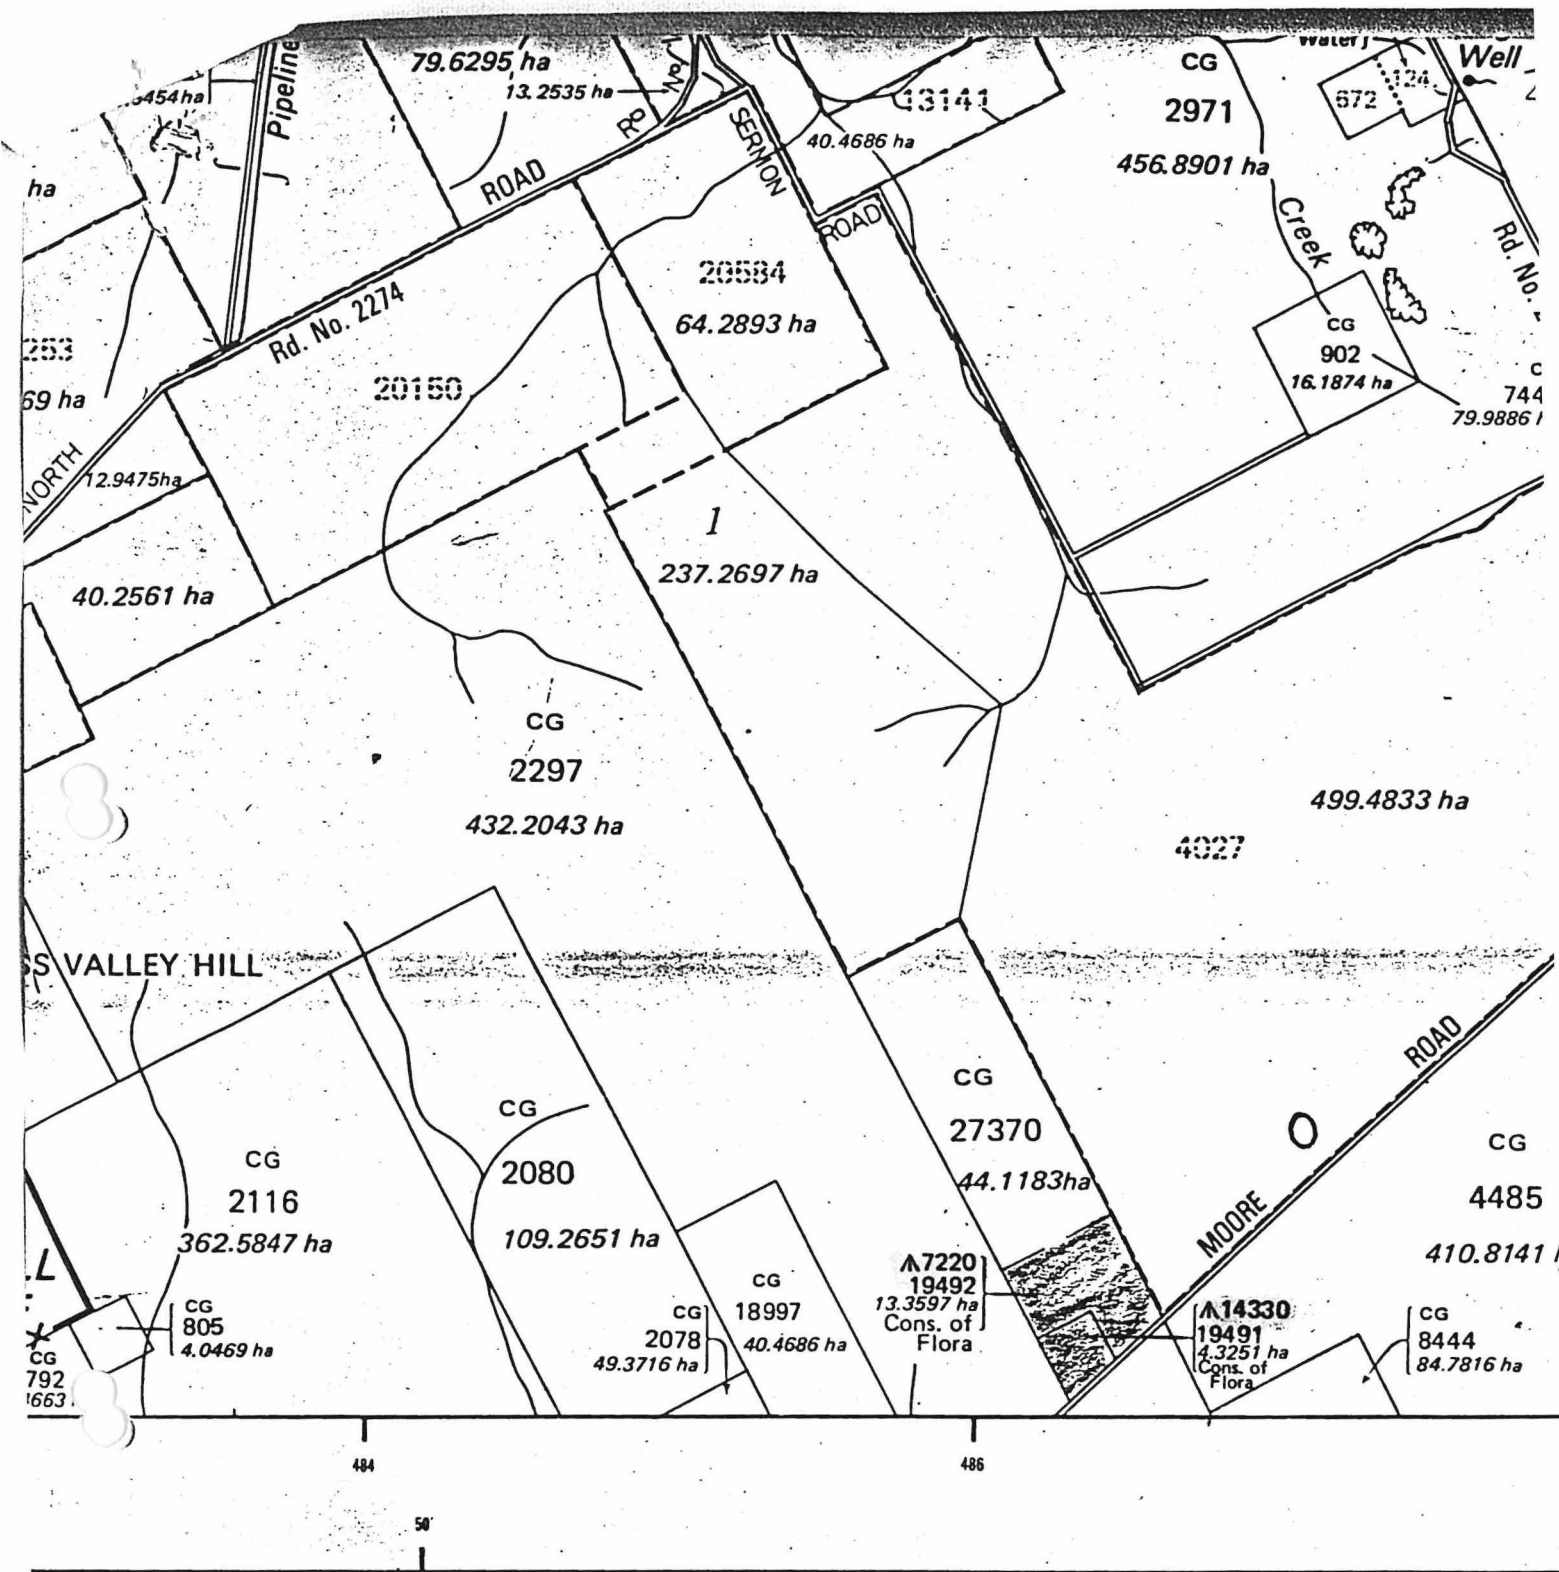 Pipeline
79.6295 ha
13.2535 ha
CG
2971
456.8901 ha
Well
672
124
13141
40.4686 ha
SERMON
ROAD
ROAD
Rd. No. 2274
ha
253
69 ha
NORTH
12.9475ha
40.2561 ha
20150
20584
64.2893 ha
Creek
Rd. No.
CG
902
16.1874 ha
744
79.9886
1
237.2697 ha
CG
2297
432.2043 ha
499.4833 ha
4027
VALLEY HILL
CG
2116
362.5847 ha
CG
2080
109.2651 ha
CG
27370
44.1183ha
MOORE
ROAD
O
CG
4485
410.8141
7220
19492
13.3597 ha
Cons. of
Flora
14330
19491
4.3251 ha
Cons. of
Flora
CG
8444
84.7816 ha
CG
18997
40.4686 ha
CG
2078
49.3716 ha
CG
805
4.0469 ha
CG
792
484
486
50'